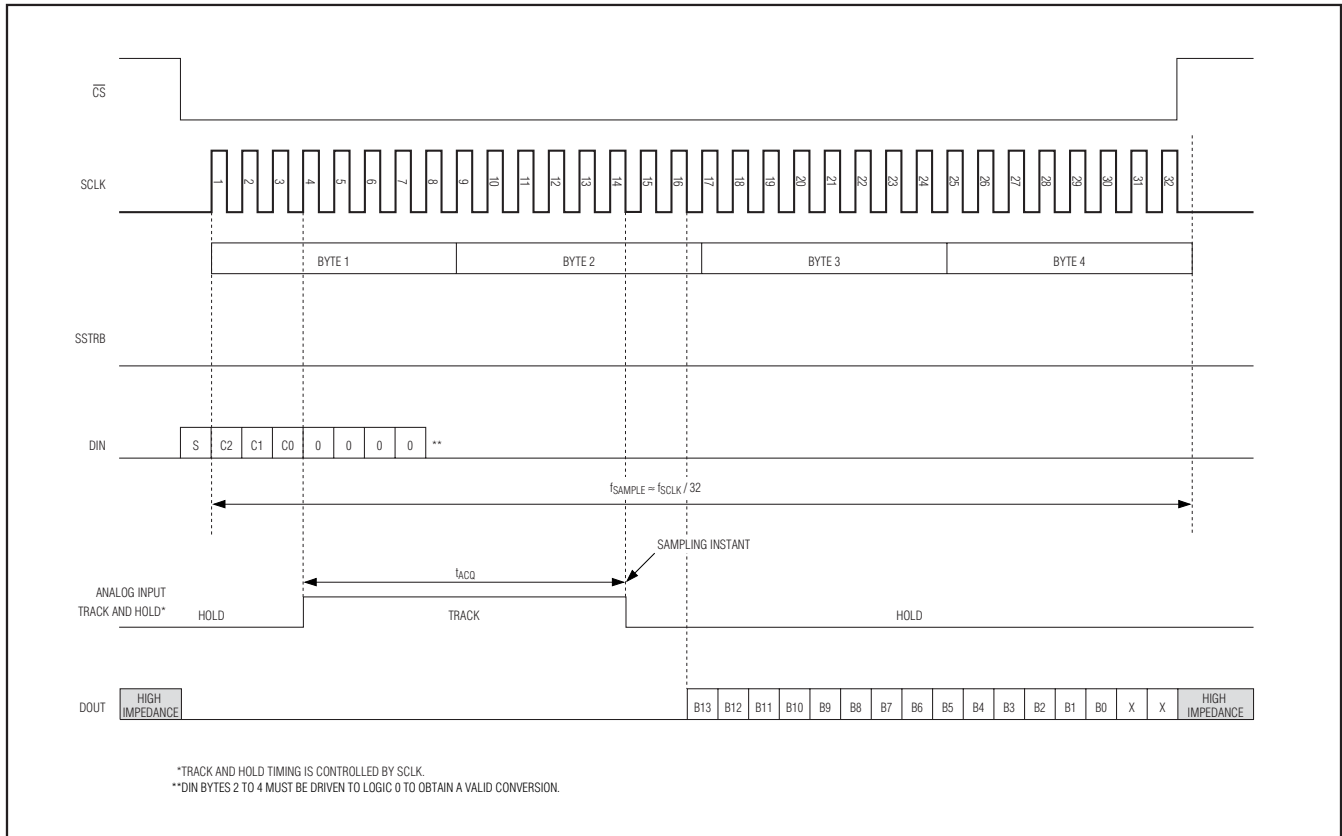 CS
SCLK
1 2 3 4 5 6 7 8 9 10 11 12 13 14 15 16 17 18 19 20 21 22 23 24 25 26 27 28 29 30 31 32
BYTE 1 BYTE 2 BYTE 3 BYTE 4
SSTRB
DIN S C2 C1 C0 0 0 0 0 **
fSAMPLE ≈ fSCLK / 32
SAMPLING INSTANT
tACQ
ANALOG INPUT
TRACK AND HOLD* HOLD TRACK HOLD
DOUT HIGH IMPEDANCE B13 B12 B11 B10 B9 B8 B7 B6 B5 B4 B3 B2 B1 B0 X X HIGH IMPEDANCE
*TRACK AND HOLD TIMING IS CONTROLLED BY SCLK.
**DIN BYTES 2 TO 4 MUST BE DRIVEN TO LOGIC 0 TO OBTAIN A VALID CONVERSION.